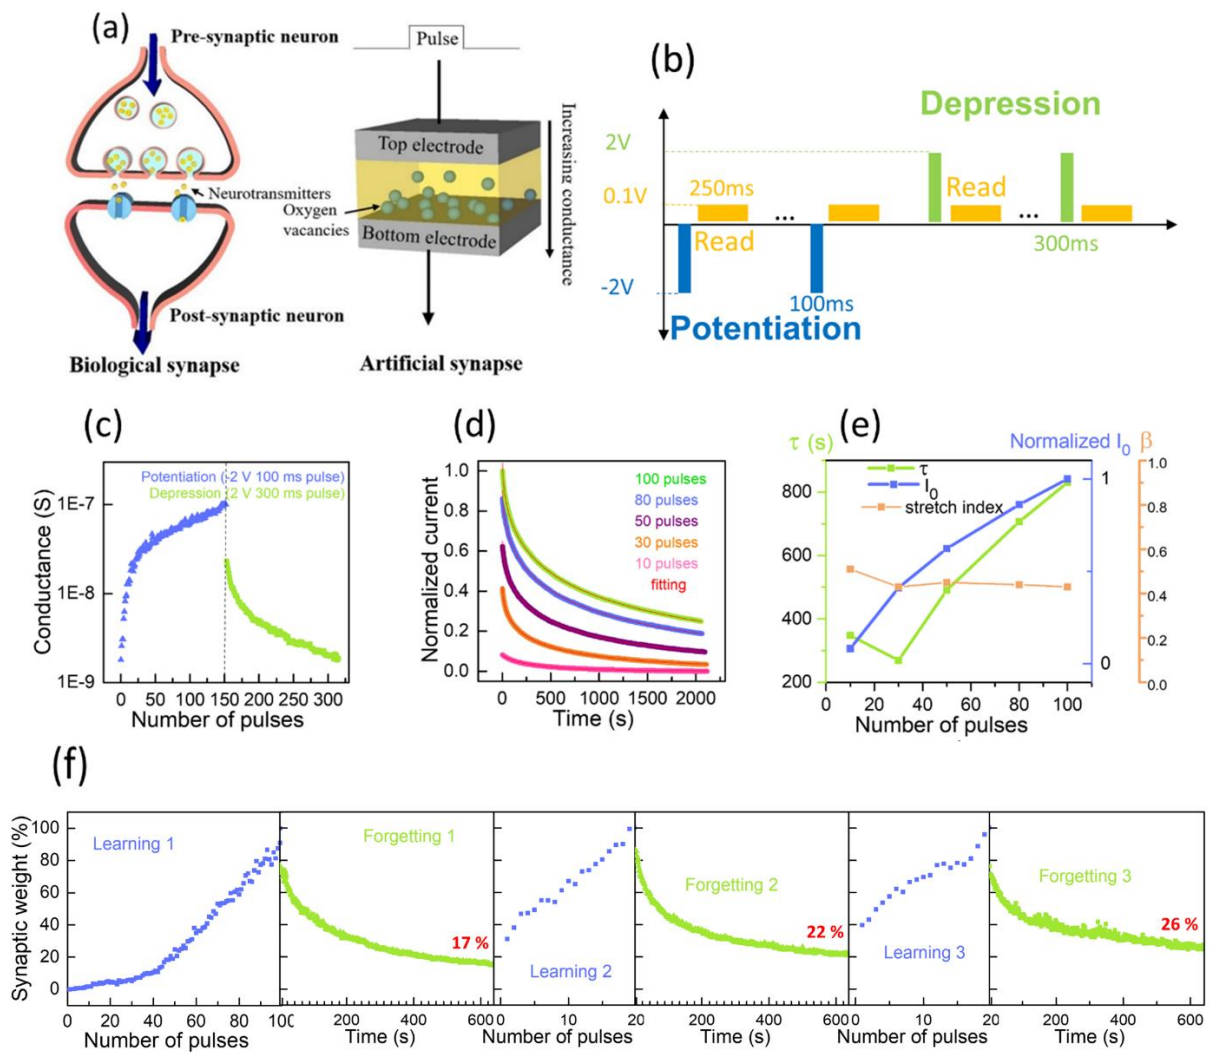 (a)
Pre-synaptic neuron
Neurotransmitters
Post-synaptic neuron
Biological synapse
Pulse
Top electrode
Oxygen
vacancies
Bottom electrode
Increasing conductance
Artificial synapse
(b)
Depression
2V
0.1V
-2V
250ms
Read
...
100ms
Potentiation
Read
...
300ms
(c)
Conductance (S)
1E-7
1E-8
1E-9
Potentiation (-2 V 100 ms pulse)
Depression (2 V 300 ms pulse)
0 50 100 150 200 250 300
Number of pulses
(d)
Normalized current
1.0
0.8
0.6
0.4
0.2
0.0
100 pulses
80 pulses
50 pulses
30 pulses
10 pulses
fitting
0 500 1000 1500 2000
Time (s)
(e)
τ (s)
Normalized I0 β
800
600
400
200
τ
I0
stretch index
1
0
1.0
0.8
0.6
0.4
0.2
0.0
0 20 40 60 80 100
Number of pulses
(f)
Synaptic weight (%)
100
80
60
40
20
0
Learning 1
0 20 40 60 80 100
Number of pulses
Forgetting 1
17 %
200 400 600
Time (s)
Learning 2
0 10 20
Number of pulses
Forgetting 2
22 %
200 400 600
Time (s)
Learning 3
0 10 20
Number of pulses
Forgetting 3
26 %
200 400 600
Time (s)